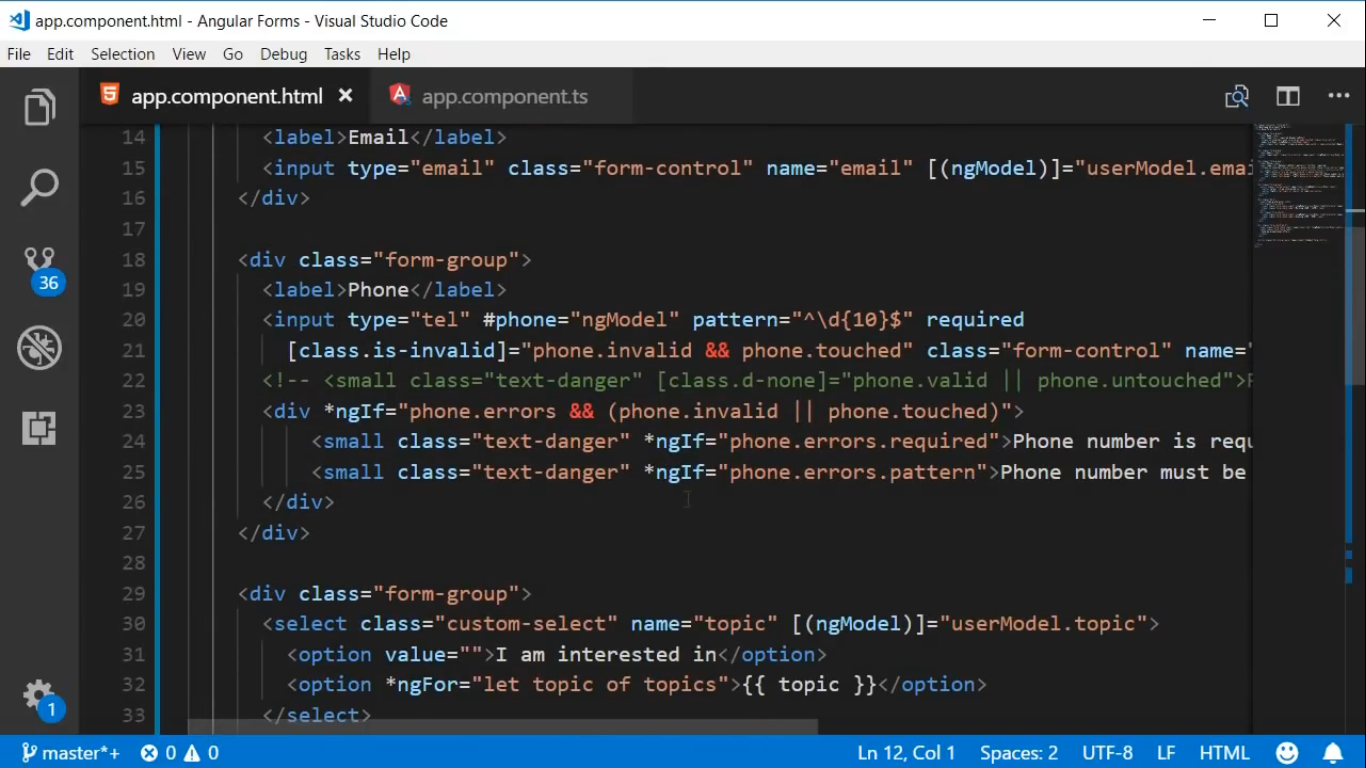 app.component.html - Angular Forms - Visual Studio Code
File Edit Selection View Go Debug Tasks Help
app.component.html app.component.ts
14 <label>Email</label>
15 <input type="email" class="form-control" name="email" [(ngModel)]="userModel.emai
16 </div>
17
18 <div class="form-group">
19 <label>Phone</label>
20 <input type="tel" #phone="ngModel" pattern="^\d{10}$" required
21 [class.is-invalid]="phone.invalid && phone.touched" class="form-control" name="
22 <!-- <small class="text-danger" [class.d-none]="phone.valid || phone.untouched">
23 <div *ngIf="phone.errors && (phone.invalid || phone.touched)">
24 <small class="text-danger" *ngIf="phone.errors.required">Phone number is requ
25 <small class="text-danger" *ngIf="phone.errors.pattern">Phone number must be
26 </div>
27 </div>
28
29 <div class="form-group">
30 <select class="custom-select" name="topic" [(ngModel)]="userModel.topic">
31 <option value="">I am interested in</option>
32 <option *ngFor="let topic of topics">{{ topic }}</option>
33 </select>
36
1
master*+ 0 0 Ln 12, Col 1 Spaces: 2 UTF-8 LF HTML